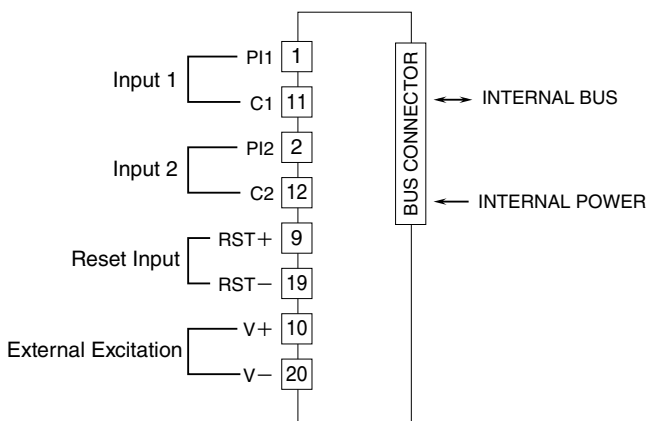 Input 1
PI1 1
C1 11
Input 2
PI2 2
C2 12
Reset Input
RST+ 9
RST− 19
External Excitation
V+ 10
V− 20
BUS CONNECTOR
INTERNAL BUS
INTERNAL POWER